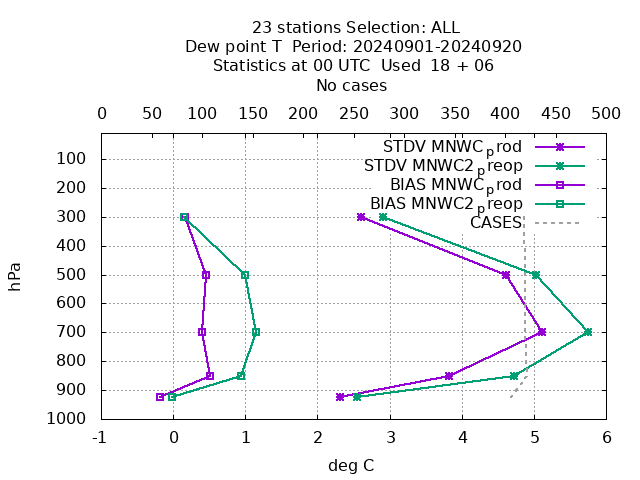 23 stations Selection: ALL
Dew point T  Period: 20240901-20240920
Statistics at 00 UTC  Used  18 + 06
No cases
0 50 100 150 200 250 300 350 400 450 500
STDV MNWC_prod
STDV MNWC2_preop
BIAS MNWC_prod
BIAS MNWC2_preop
CASES
100
200
300
400
500
600
700
800
900
1000
hPa
-1 0 1 2 3 4 5 6
deg C